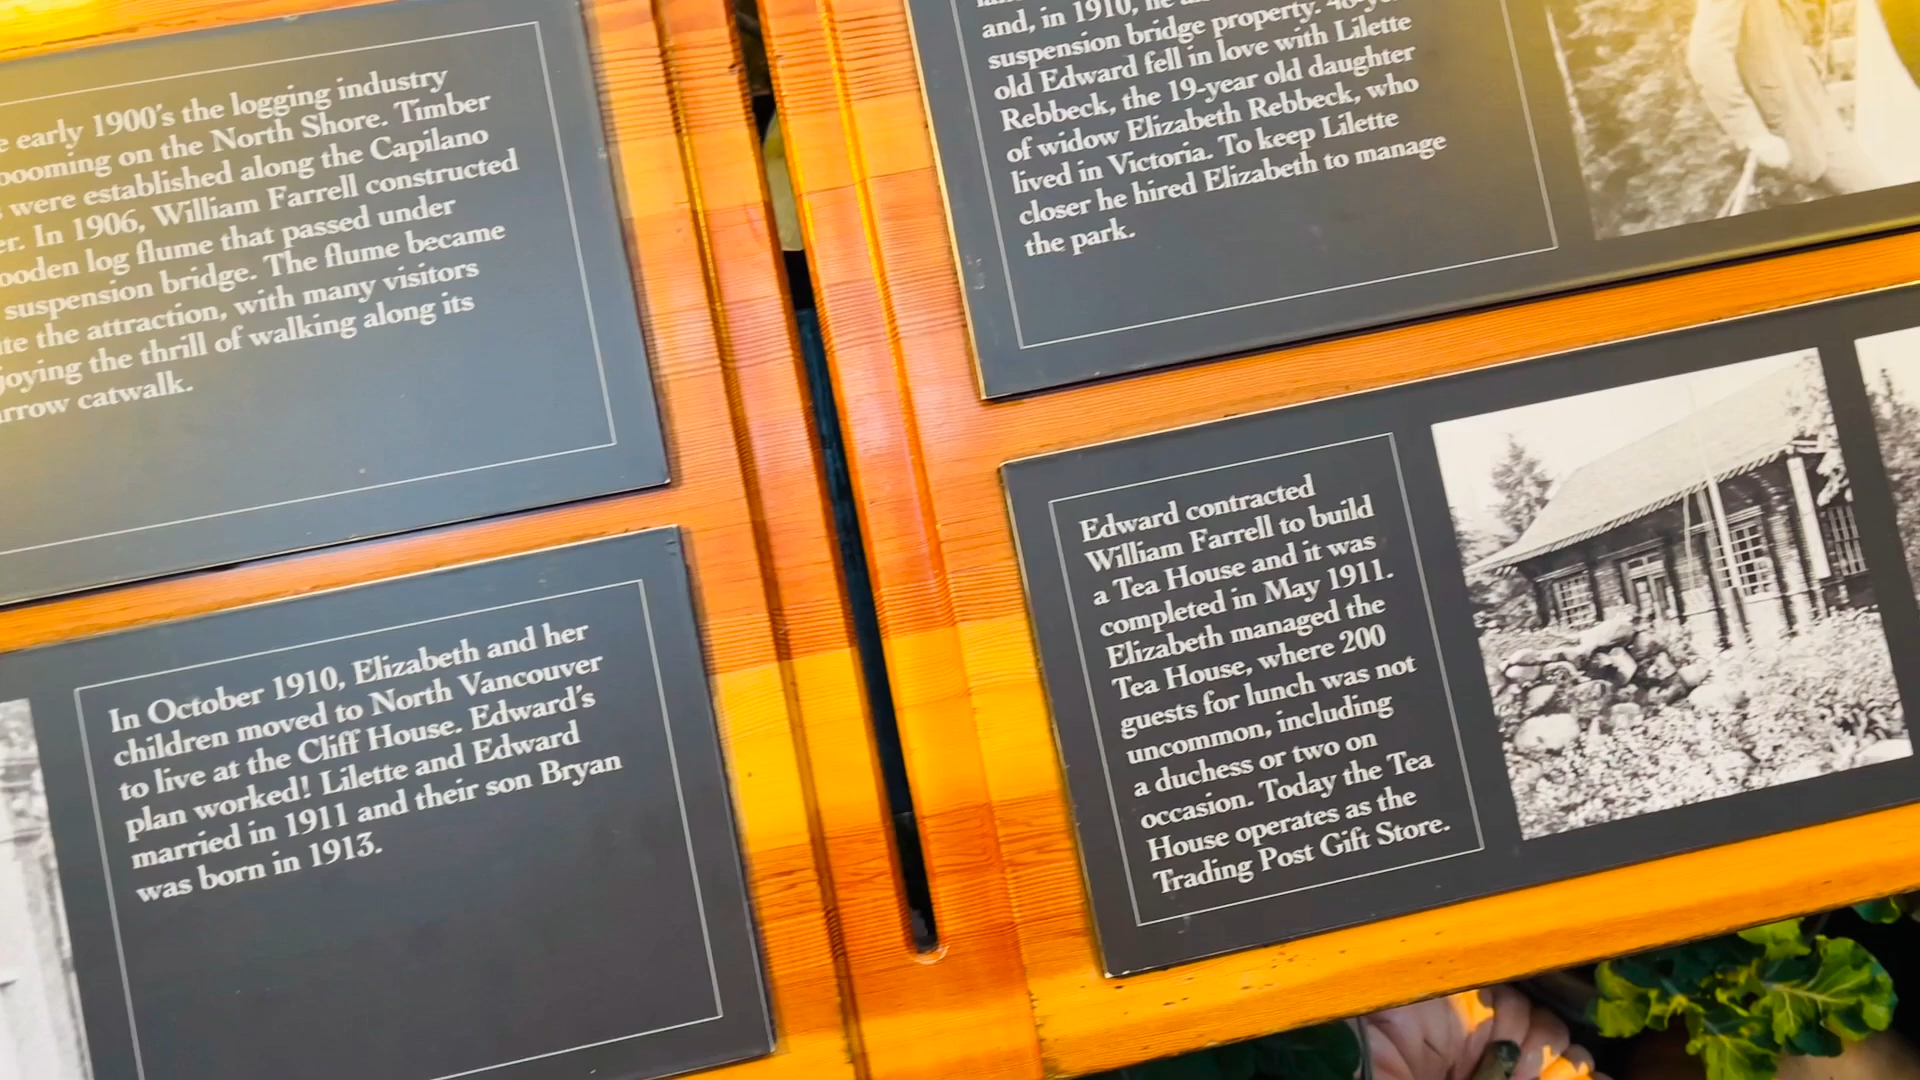 early 1900's the logging industry
booming on the North Shore. Timber
were established along the Capilano
In 1906, William Farrell constructed
log flume that passed under
suspension bridge. The flume became
the attraction, with many visitors
the thrill of walking along its
catwalk.
In October 1910, Elizabeth and her
children moved to North Vancouver
to live at the Cliff House. Edward's
plan worked! Lilette and Edward
married in 1911 and their son Bryan
was born in 1913.
and, in 1910, he
suspension bridge property.
old Edward fell in love with Lilette
Rebbeck, the 19-year old daughter
of widow Elizabeth Rebbeck, who
lived in Victoria. To keep Lilette
closer he hired Elizabeth to manage
the park.
Edward contracted
William Farrell to build
a Tea House and it was
completed in May 1911.
Elizabeth managed the
Tea House, where 200
guests for lunch was not
uncommon, including
a duchess or two on
occasion. Today the Tea
House operates as the
Trading Post Gift Store.